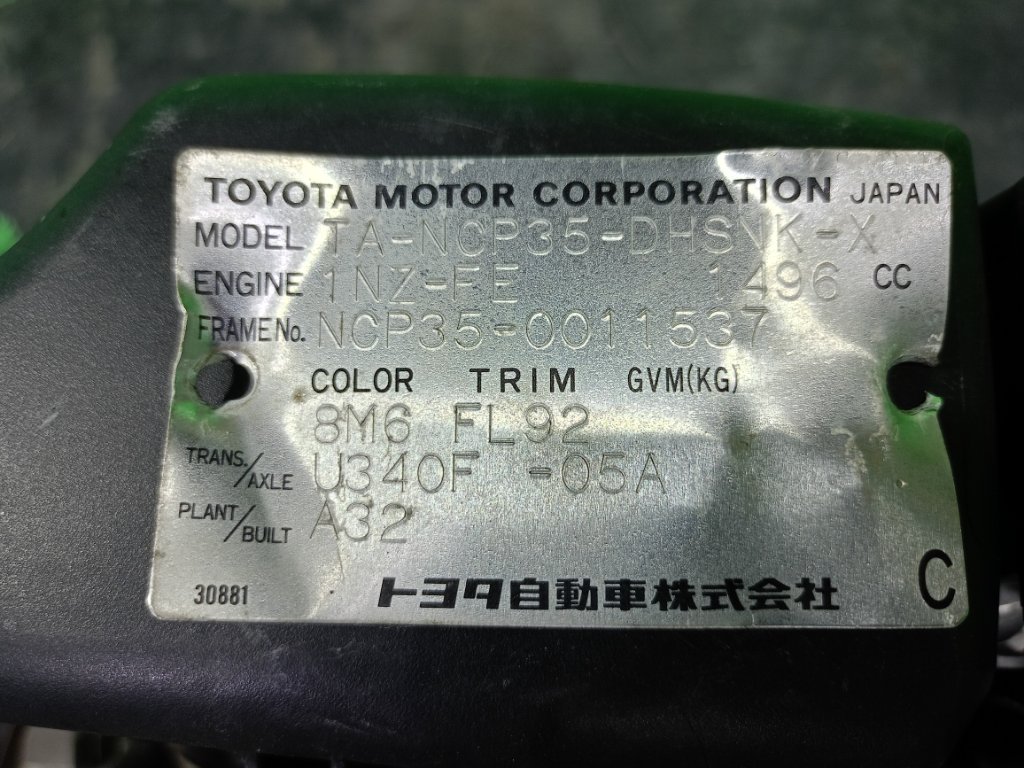 TOYOTA MOTOR CORPORATION JAPAN
MODEL TA-NCP35-DHSNK-X
ENGINE 1NZ-FE 1496 CC
FRAME No. NCP35-0011537
COLOR TRIM GVM(KG)
8M6 FL92
TRANS./AXLE U340F -05A
PLANT/BUILT A32
30881 トヨタ自動車株式会社 C